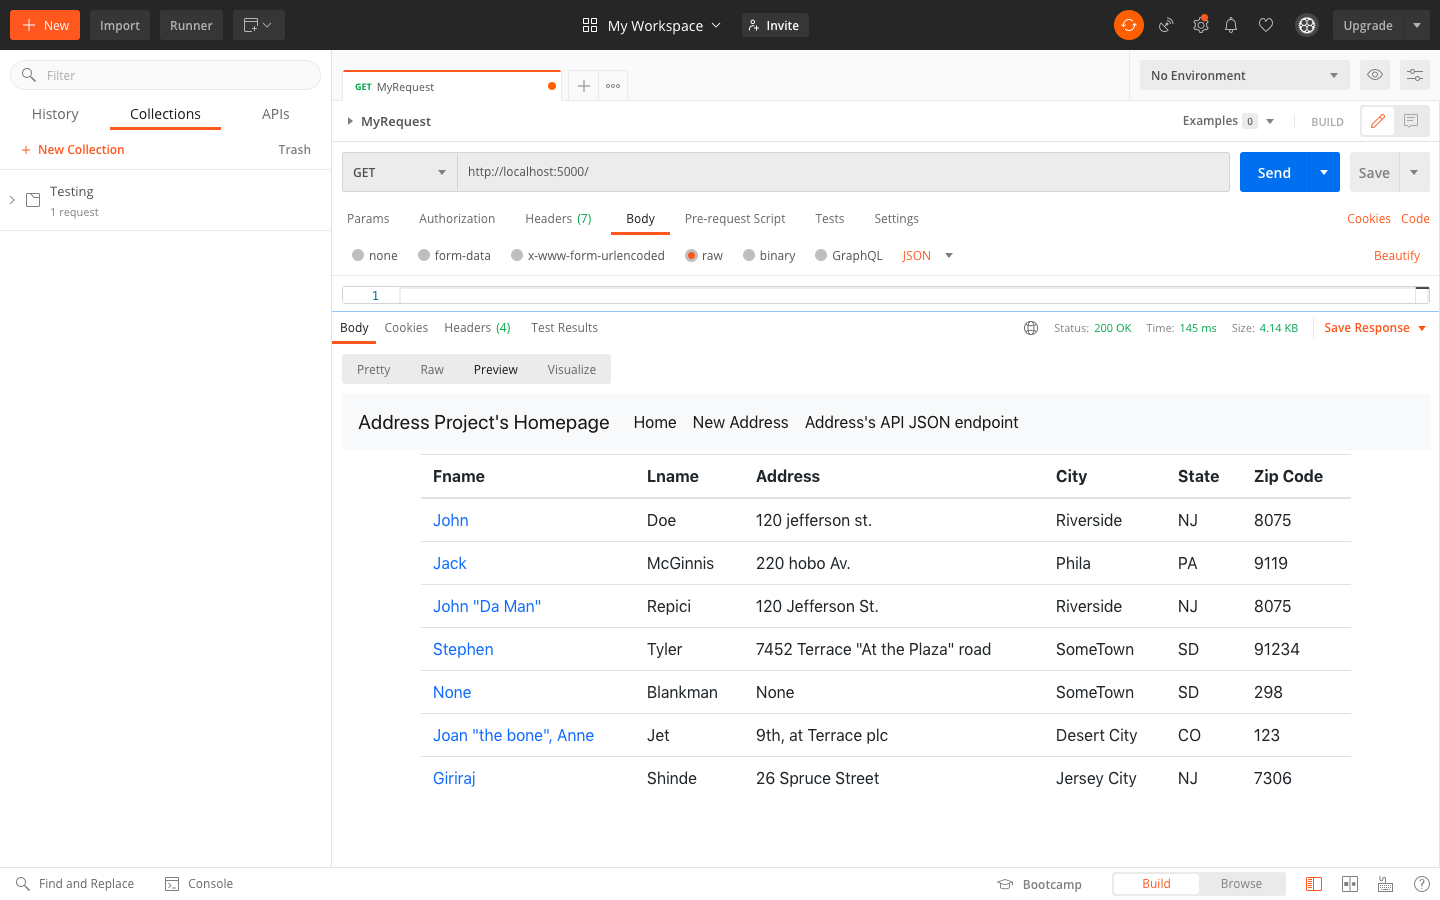 New Import Runner My Workspace Invite Upgrade
Filter
GET MyRequest No Environment
History Collections APIs
MyRequest Examples 0 BUILD
New Collection Trash
GET http://localhost:5000/ Send Save
Testing
1 request
Params Authorization Headers (7) Body Pre-request Script Tests Settings Cookies Code
none form-data x-www-form-urlencoded raw binary GraphQL JSON Beautify
1
Body Cookies Headers (4) Test Results Status: 200 OK Time: 145 ms Size: 4.14 KB Save Response
Pretty Raw Preview Visualize
Address Project's Homepage Home New Address Address's API JSON endpoint
Fname Lname Address City State Zip Code
John Doe 120 jefferson st. Riverside NJ 8075
Jack McGinnis 220 hobo Av. Phila PA 9119
John "Da Man" Repici 120 Jefferson St. Riverside NJ 8075
Stephen Tyler 7452 Terrace "At the Plaza" road SomeTown SD 91234
None Blankman None SomeTown SD 298
Joan "the bone", Anne Jet 9th, at Terrace plc Desert City CO 123
Giriraj Shinde 26 Spruce Street Jersey City NJ 7306
Find and Replace Console Bootcamp Build Browse